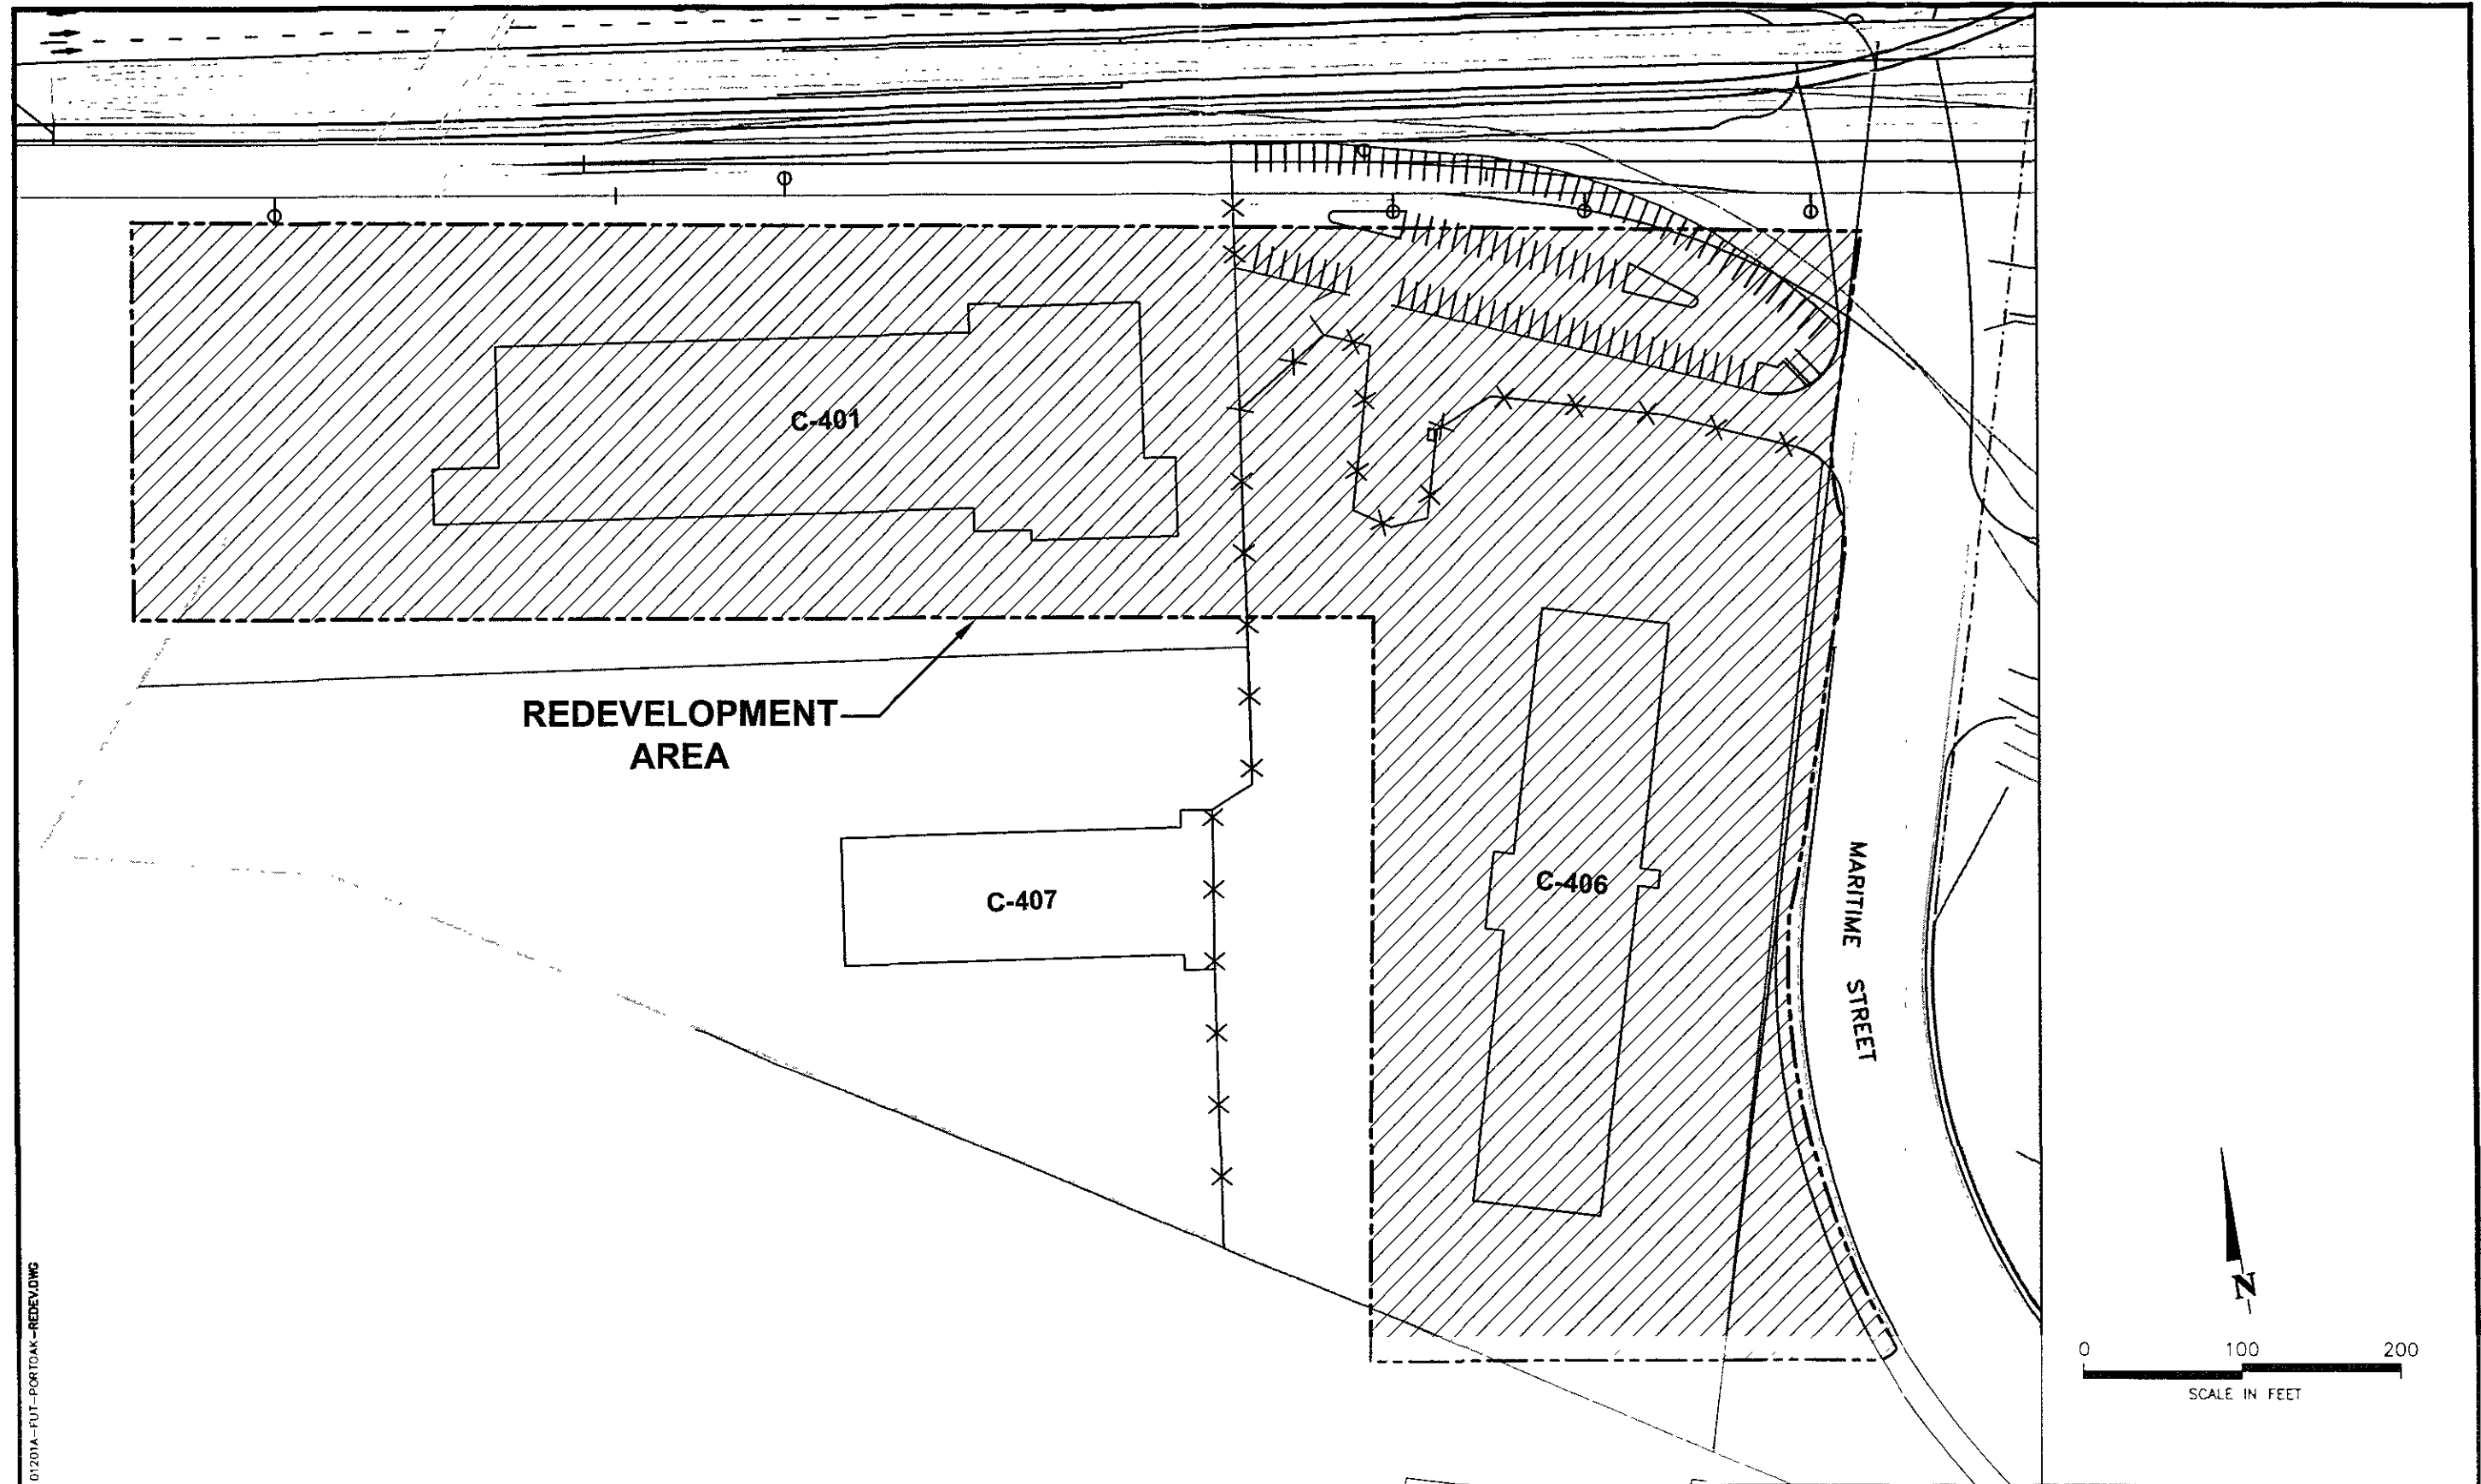 C-401
REDEVELOPMENT
AREA
C-407
C-406
MARITIME STREET
N
0 100 200
SCALE IN FEET
01201A-FUT-PORTOAK-REDEV.DWG